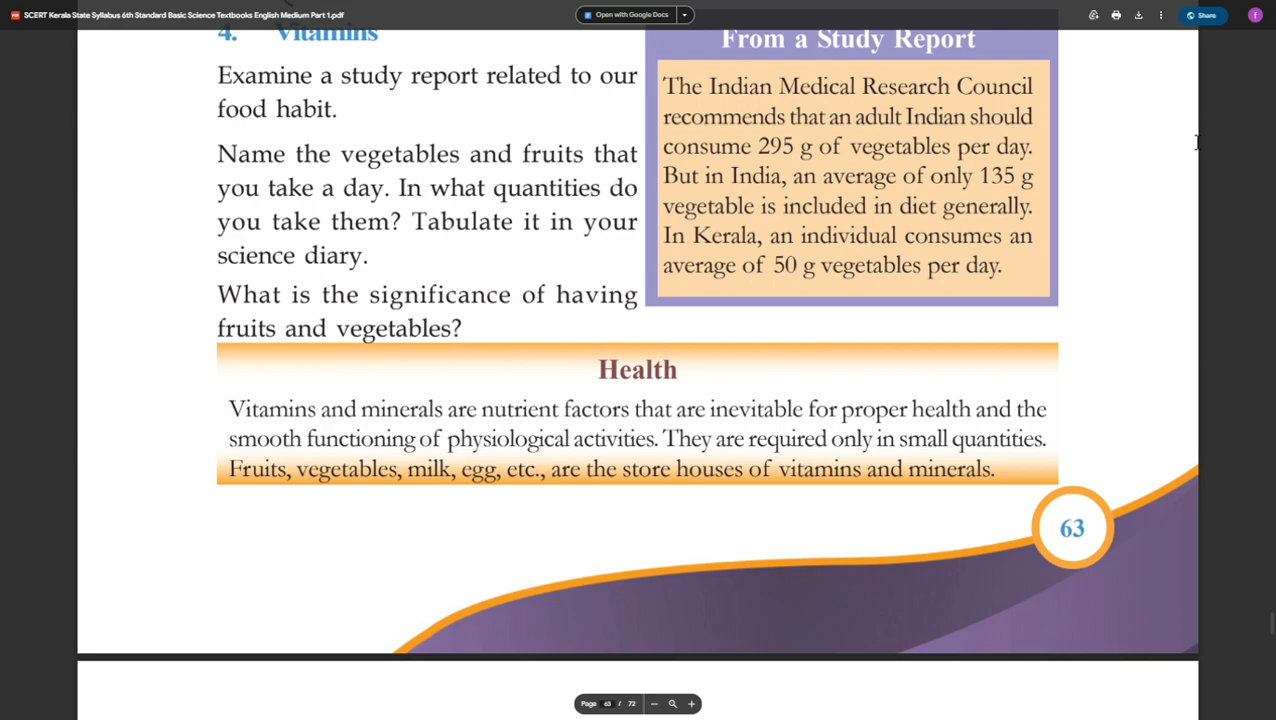 SCERT Kerala State Syllabus 6th Standard Basic Science Textbooks English Medium Part 1.pdf
Open with Google Docs
Share
f
4. Vitamins
Examine a study report related to our
food habit.
Name the vegetables and fruits that
you take a day. In what quantities do
you take them? Tabulate it in your
science diary.
What is the significance of having
fruits and vegetables?
From a Study Report
The Indian Medical Research Council
recommends that an adult Indian should
consume 295 g of vegetables per day.
But in India, an average of only 135 g
vegetable is included in diet generally.
In Kerala, an individual consumes an
average of 50 g vegetables per day.
Health
Vitamins and minerals are nutrient factors that are inevitable for proper health and the
smooth functioning of physiological activities. They are required only in small quantities.
Fruits, vegetables, milk, egg, etc., are the store houses of vitamins and minerals.
63
Page 63 / 72